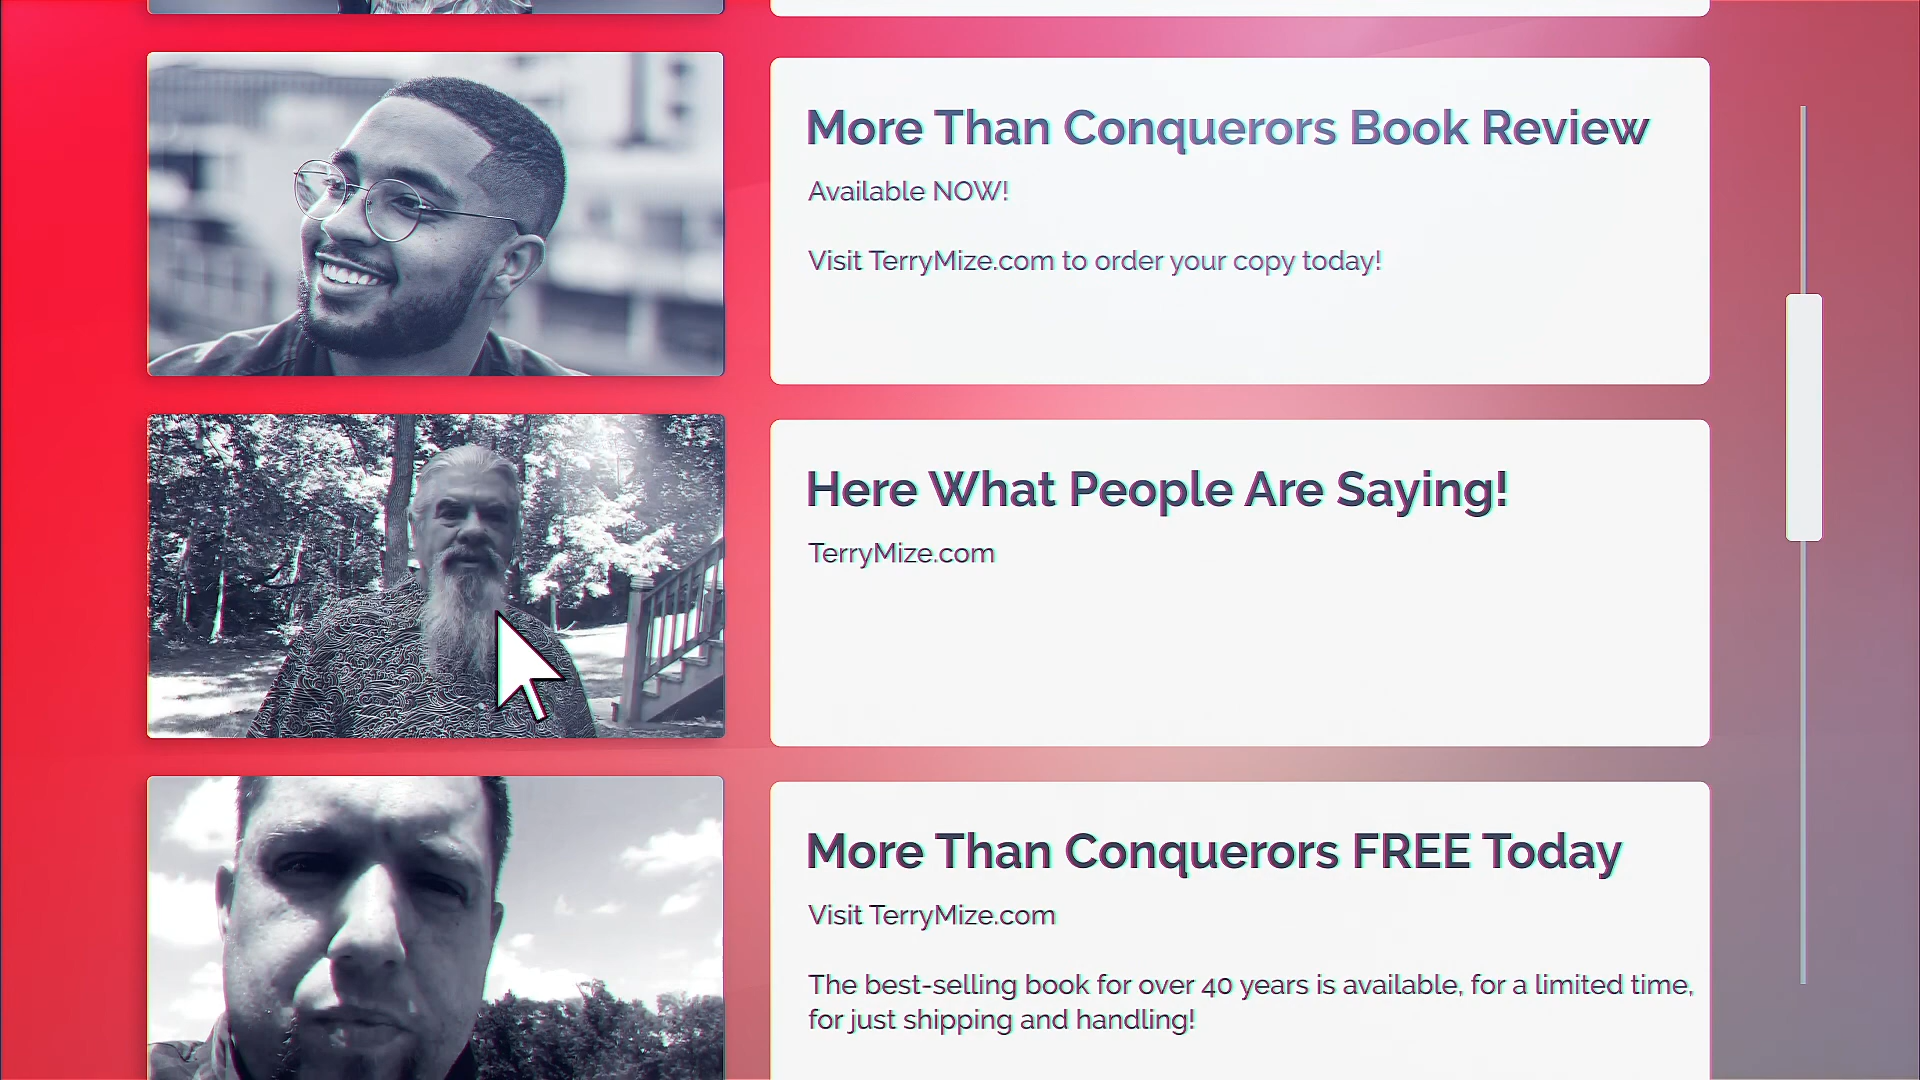 More Than Conquerors Book Review
Available NOW!
Visit TerryMize.com to order your copy today!
Here What People Are Saying!
TerryMize.com
More Than Conquerors FREE Today
Visit TerryMize.com
The best-selling book for over 40 years is available, for a limited time,
for just shipping and handling!